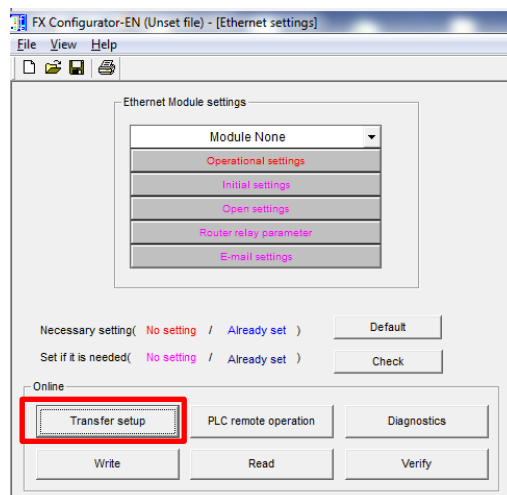 FX Configurator-EN (Unset file) - [Ethernet settings]
File View Help
Ethernet Module settings
Module None
Operational settings
Initial settings
Open settings
Router relay parameter
E-mail settings
Necessary setting( No setting / Already set ) Default
Set if it is needed( No setting / Already set ) Check
Online
Transfer setup PLC remote operation Diagnostics
Write Read Verify